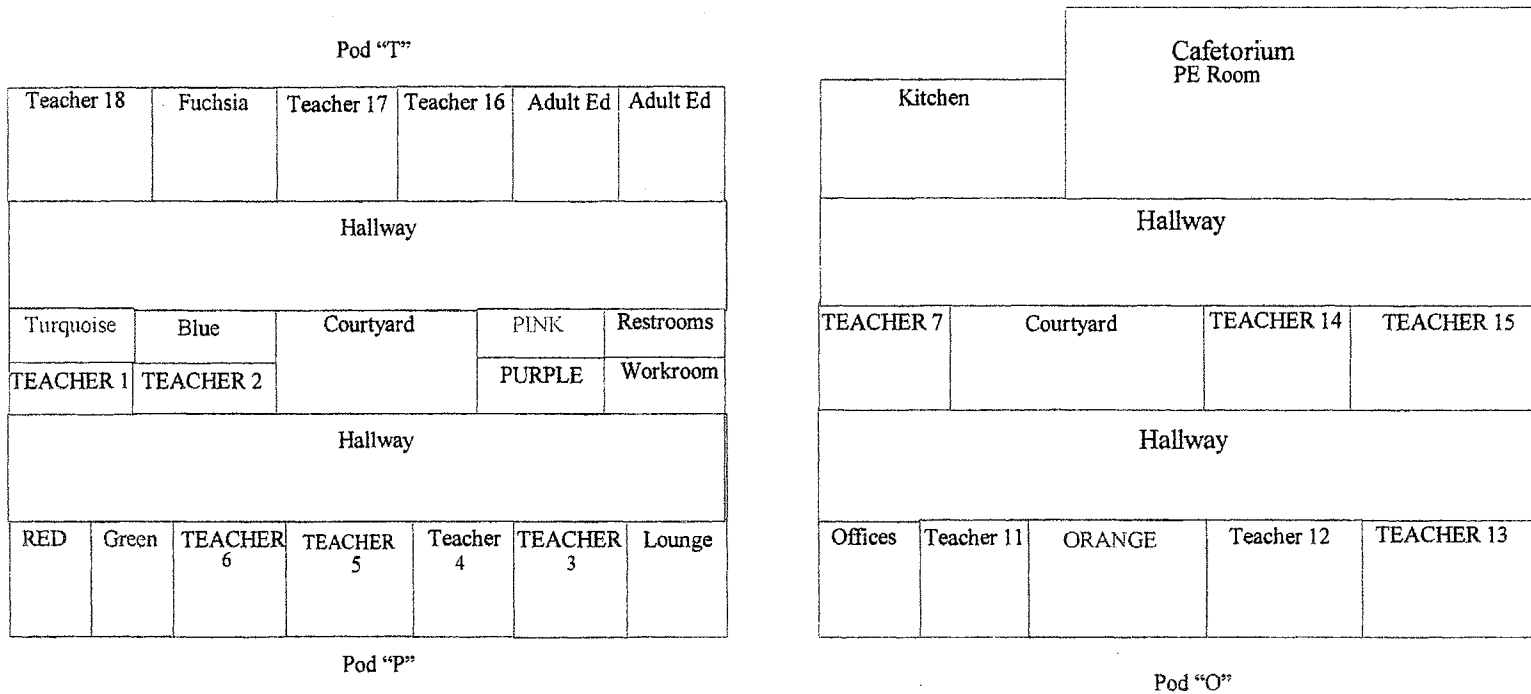 Pod “T”
Teacher 18 Fuchsia Teacher 17 Teacher 16 Adult Ed Adult Ed
Hallway
Turquoise Blue Courtyard PINK Restrooms
TEACHER 1 TEACHER 2 PURPLE Workroom
Hallway
RED Green TEACHER 6 TEACHER 5 Teacher 4 TEACHER 3 Lounge
Pod “P”
Cafetorium
PE Room
Kitchen
Hallway
TEACHER 7 Courtyard TEACHER 14 TEACHER 15
Hallway
Offices Teacher 11 ORANGE Teacher 12 TEACHER 13
Pod “O”